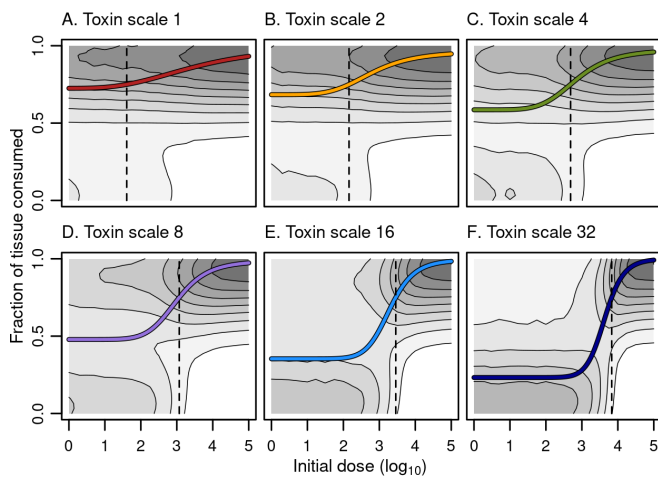 A. Toxin scale 1
B. Toxin scale 2
C. Toxin scale 4
1.0
0.5
0.0
D. Toxin scale 8
E. Toxin scale 16
F. Toxin scale 32
1.0
0.5
0.0
0 1 2 3 4 5
0 1 2 3 4 5
0 1 2 3 4 5
Fraction of tissue consumed
Initial dose (log₁₀)